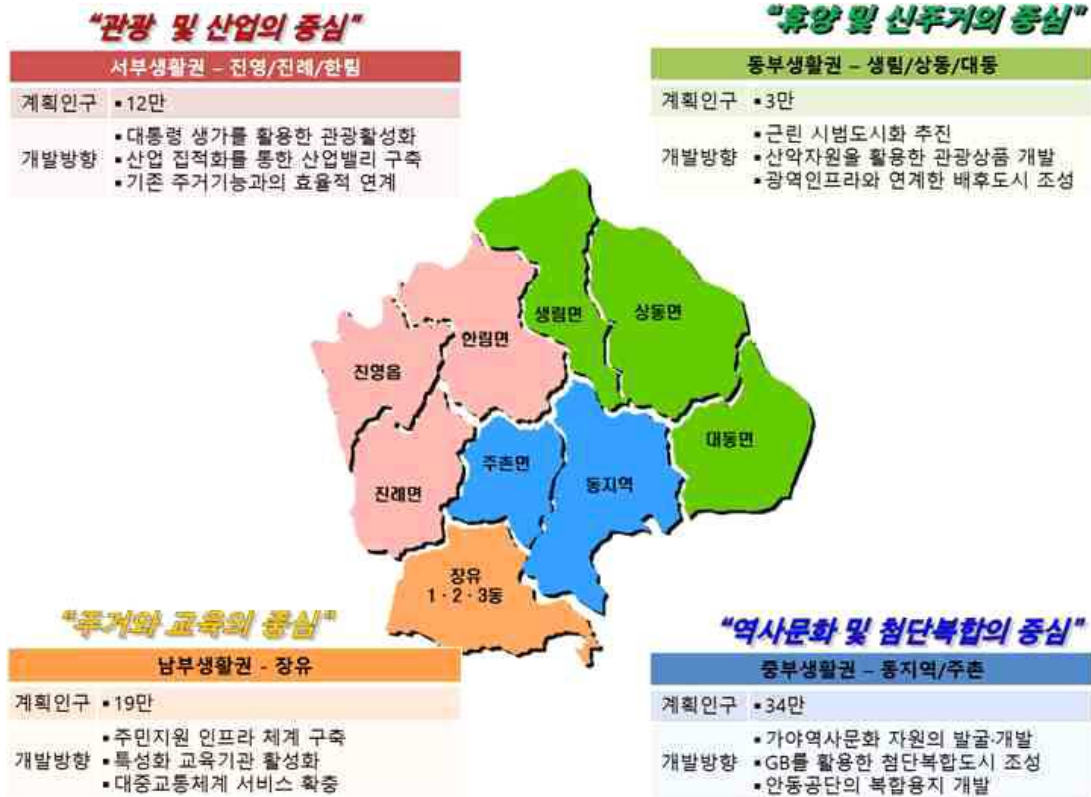 “관광 및 산업의 중심”
서부생활권 – 진영/진례/한림
계획인구 ▪12만
개발방향
▪대통령 생가를 활용한 관광활성화
▪산업 집적화를 통한 산업밸리 구축
▪기존 주거기능과의 효율적 연계
“휴양 및 신주거의 중심”
동부생활권 – 생림/상동/대동
계획인구 ▪3만
개발방향
▪근린 시범도시화 추진
▪산악자원을 활용한 관광상품 개발
▪광역인프라와 연계한 배후도시 조성
생림면
상동면
한림면
진영읍
대동면
주촌면
동지역
진례면
장유
1·2·3동
“주거와 교육의 중심”
남부생활권 - 장유
계획인구 ▪19만
개발방향
▪주민지원 인프라 체계 구축
▪특성화 교육기관 활성화
▪대중교통체계 서비스 확충
“역사문화 및 첨단복합의 중심”
중부생활권 – 동지역/주촌
계획인구 ▪34만
개발방향
▪가야역사문화 자원의 발굴·개발
▪GB를 활용한 첨단복합도시 조성
▪안동공단의 복합용지 개발